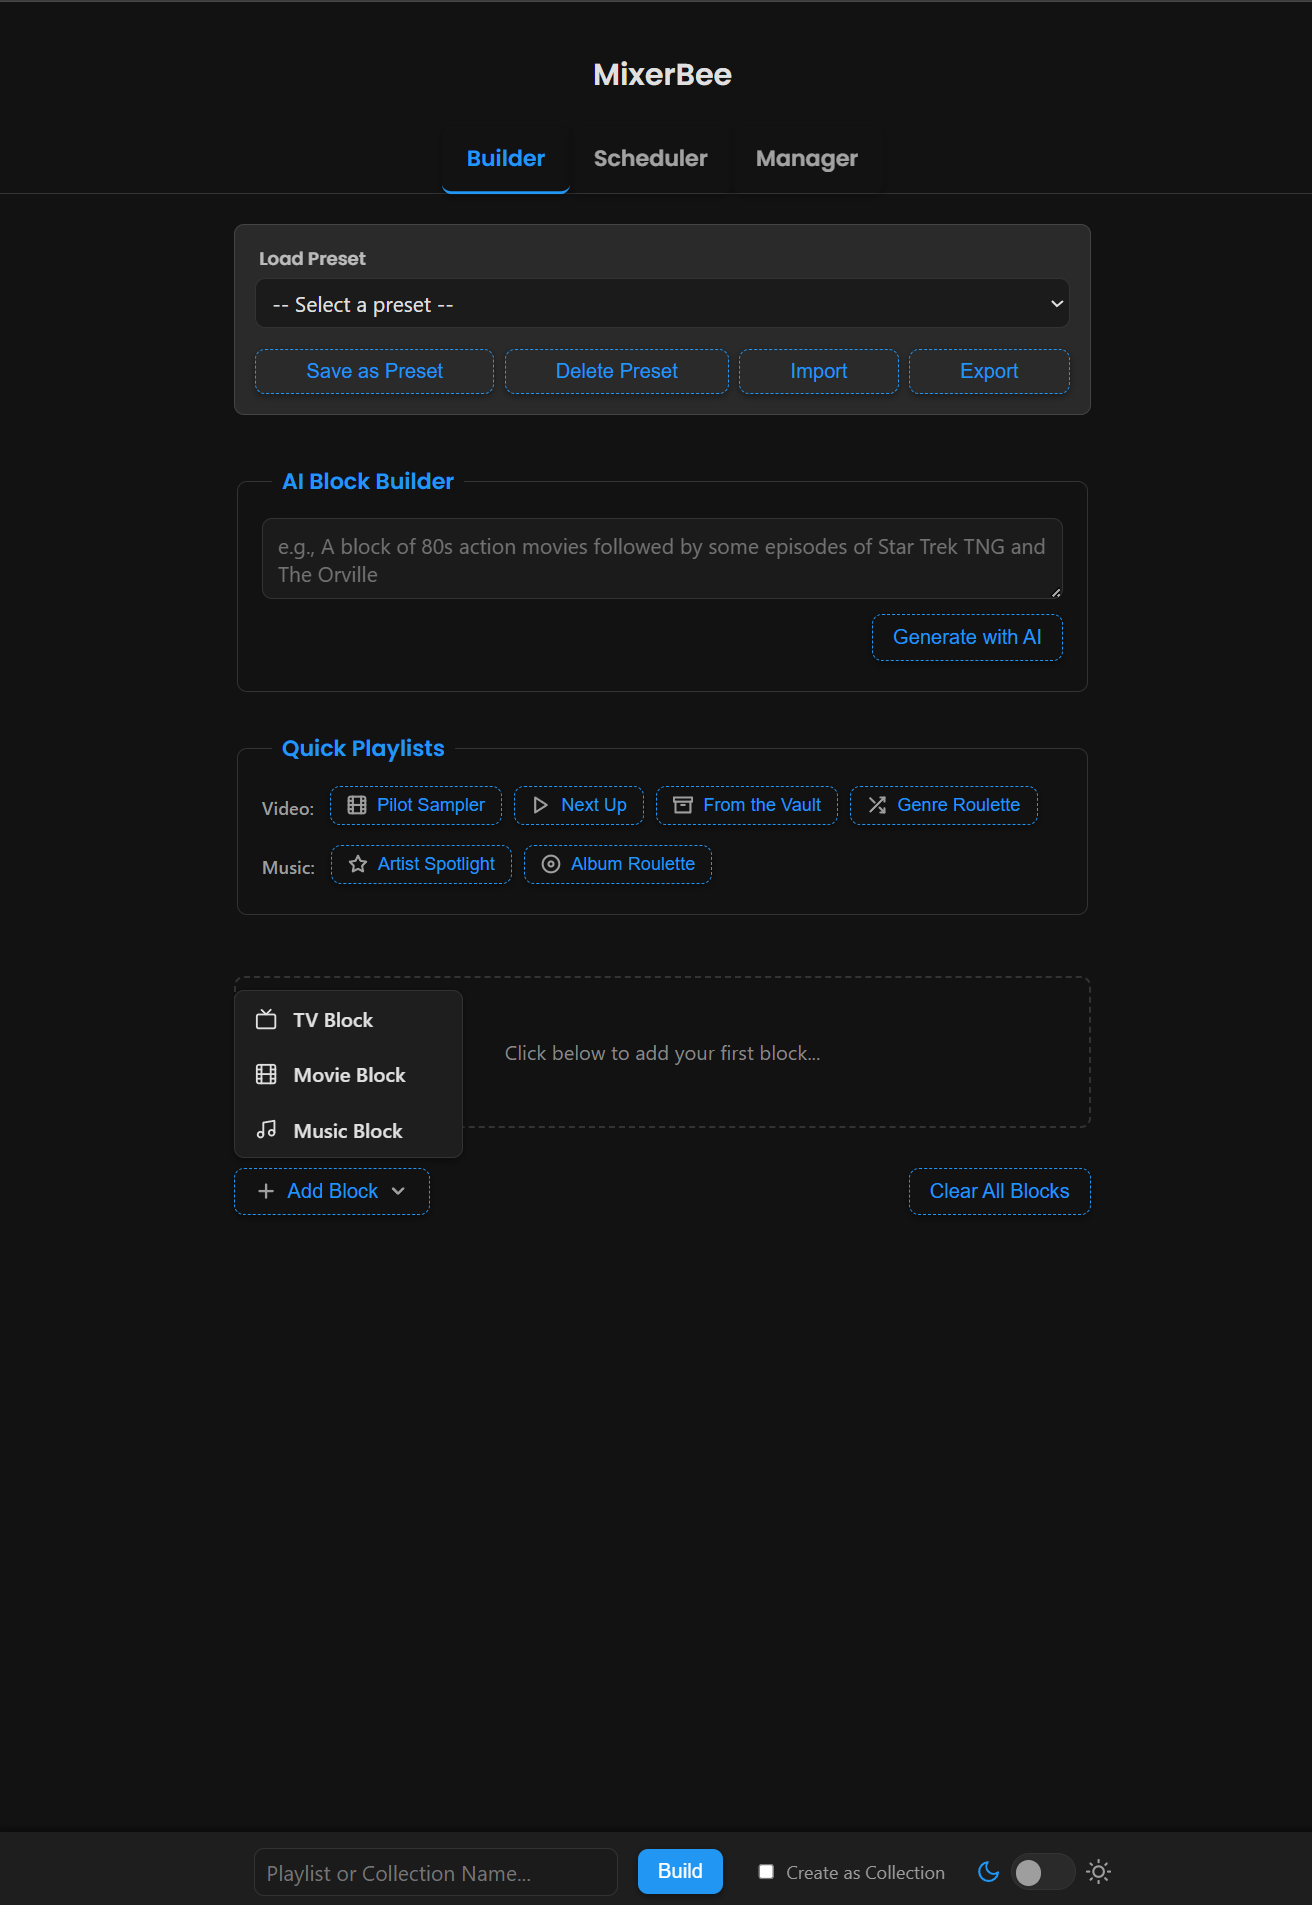 MixerBee
Builder Scheduler Manager
Load Preset
-- Select a preset --
Save as Preset Delete Preset Import Export
AI Block Builder
e.g., A block of 80s action movies followed by some episodes of Star Trek TNG and
The Orville
Generate with AI
Quick Playlists
Video: Pilot Sampler Next Up From the Vault Genre Roulette
Music: Artist Spotlight Album Roulette
TV Block
Click below to add your first block...
Movie Block
Music Block
Add Block Clear All Blocks
Playlist or Collection Name... Build Create as Collection